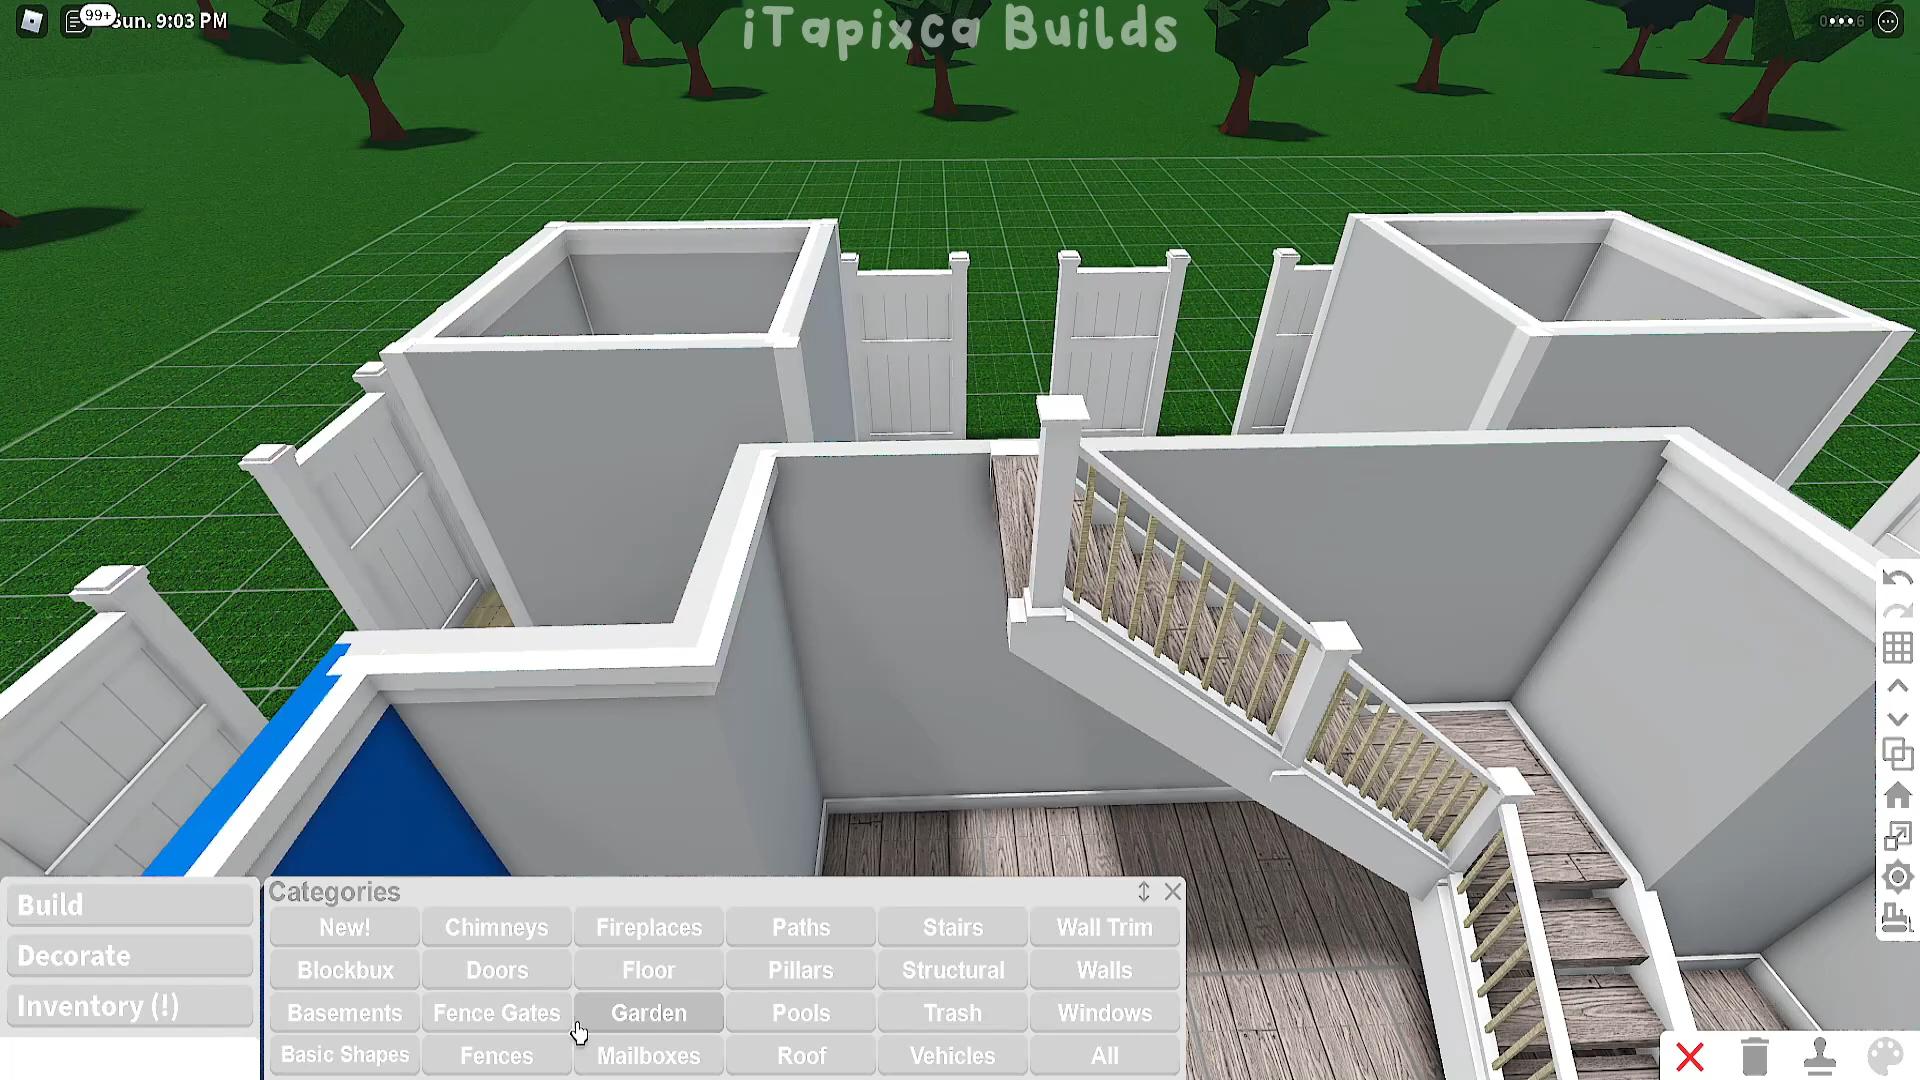 99+
Sun. 9:03 PM
iTapixca Builds
Build
Decorate
Inventory (!)
Categories
New!
Chimneys
Fireplaces
Paths
Stairs
Wall Trim
Blockbux
Doors
Floor
Pillars
Structural
Walls
Basements
Fence Gates
Garden
Pools
Trash
Windows
Basic Shapes
Fences
Mailboxes
Roof
Vehicles
All